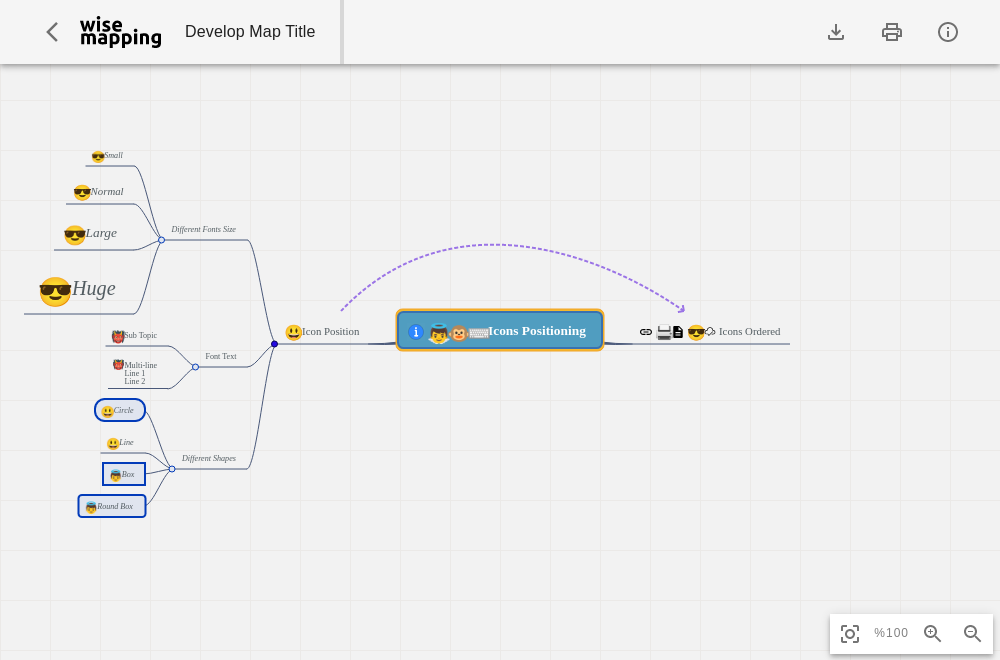 wise
mapping
Develop Map Title
Small
Normal
Large
Huge
Different Fonts Size
Icon Position
Icons Positioning
Icons Ordered
Sub Topic
Font Text
Multi-line
Line 1
Line 2
Circle
Line
Box
Round Box
Different Shapes
%100